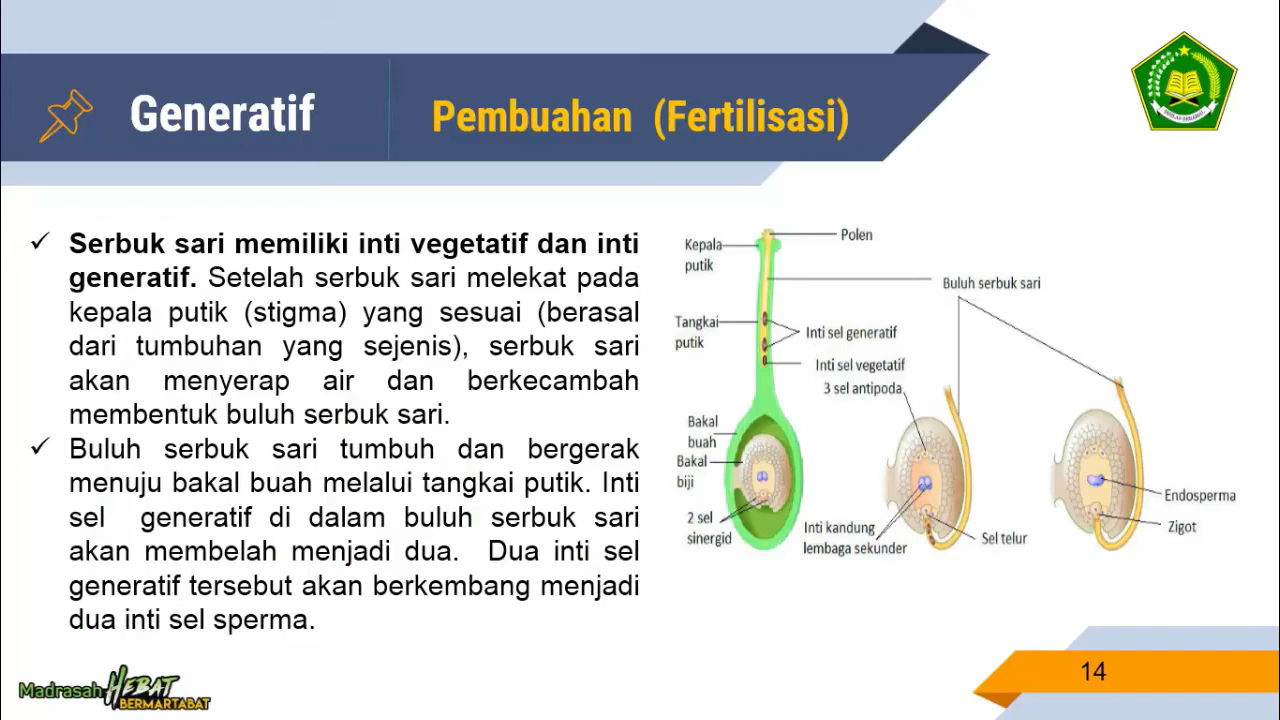 Generatif
Pembuahan (Fertilisasi)
Serbuk sari memiliki inti vegetatif dan inti
generatif. Setelah serbuk sari melekat pada
kepala putik (stigma) yang sesuai (berasal
dari tumbuhan yang sejenis), serbuk sari
akan menyerap air dan berkecambah
membentuk buluh serbuk sari.
Buluh serbuk sari tumbuh dan bergerak
menuju bakal buah melalui tangkai putik. Inti
sel generatif di dalam buluh serbuk sari
akan membelah menjadi dua. Dua inti sel
generatif tersebut akan berkembang menjadi
dua inti sel sperma.
Polen
Kepala
putik
Buluh serbuk sari
Tangkai
putik
Inti sel generatif
Inti sel vegetatif
3 sel antipoda
Bakal
buah
Bakal
biji
2 sel
sinergid
Inti kandung
lembaga sekunder
Sel telur
Endosperma
Zigot
Madrasah HEBAT
BERMARTABAT
14